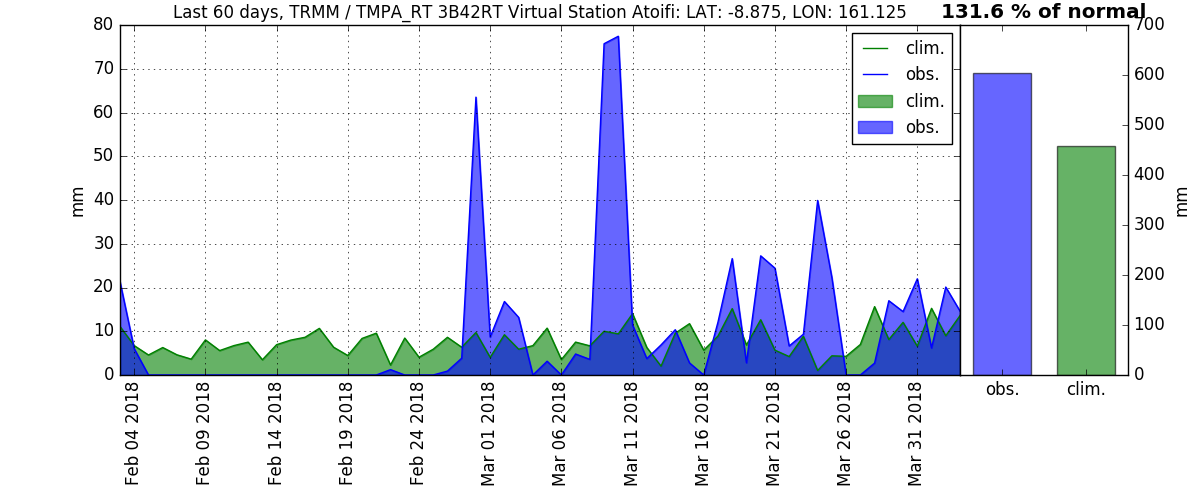 Last 60 days, TRMM / TMPA_RT 3B42RT Virtual Station Atoifi: LAT: -8.875, LON: 161.125
131.6 % of normal
80
70
60
50
40
30
20
10
0
mm
clim.
obs.
clim.
obs.
Feb 04 2018
Feb 09 2018
Feb 14 2018
Feb 19 2018
Feb 24 2018
Mar 01 2018
Mar 06 2018
Mar 11 2018
Mar 16 2018
Mar 21 2018
Mar 26 2018
Mar 31 2018
700
600
500
400
300
200
100
0
mm
obs.
clim.